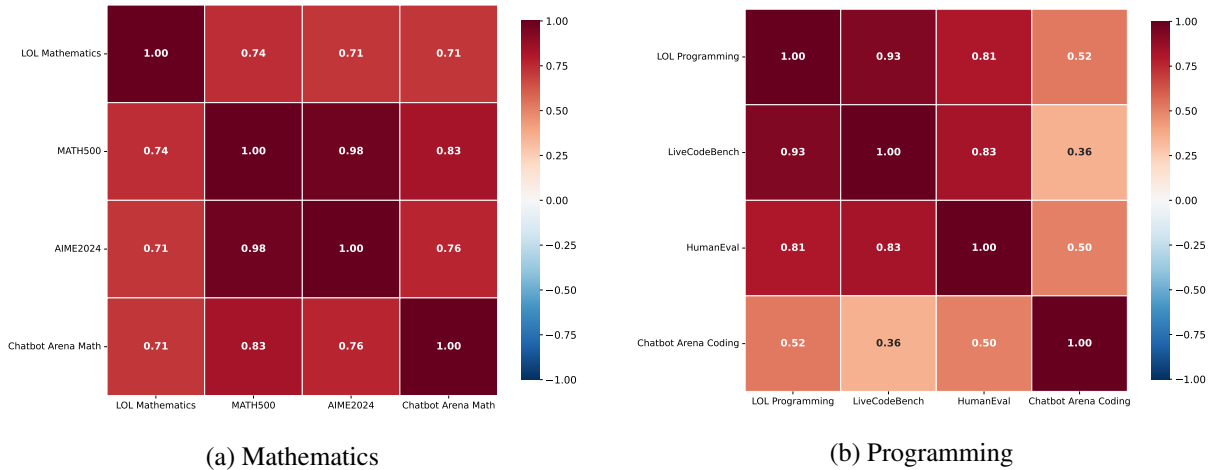 LOL Mathematics 1.00 0.74 0.71 0.71
MATH500 0.74 1.00 0.98 0.83
AIME2024 0.71 0.98 1.00 0.76
Chatbot Arena Math 0.71 0.83 0.76 1.00
LOL Mathematics MATH500 AIME2024 Chatbot Arena Math
1.00
0.75
0.50
0.25
0.00
−0.25
−0.50
−0.75
−1.00
(a) Mathematics
LOL Programming 1.00 0.93 0.81 0.52
LiveCodeBench 0.93 1.00 0.83 0.36
HumanEval 0.81 0.83 1.00 0.50
Chatbot Arena Coding 0.52 0.36 0.50 1.00
LOL Programming LiveCodeBench HumanEval Chatbot Arena Coding
1.00
0.75
0.50
0.25
0.00
−0.25
−0.50
−0.75
−1.00
(b) Programming